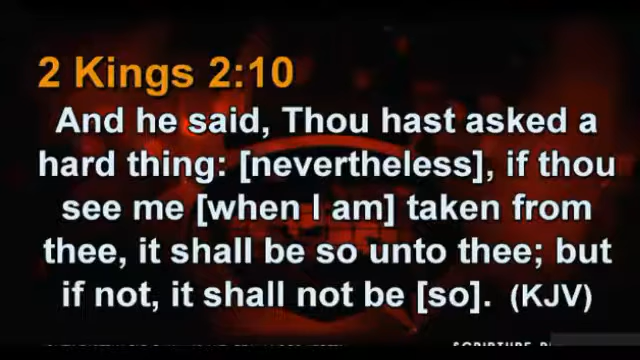 2 Kings 2:10
And he said, Thou hast asked a
hard thing: [nevertheless], if thou
see me [when I am] taken from
thee, it shall be so unto thee; but
if not, it shall not be [so]. (KJV)
SCRIPTURE